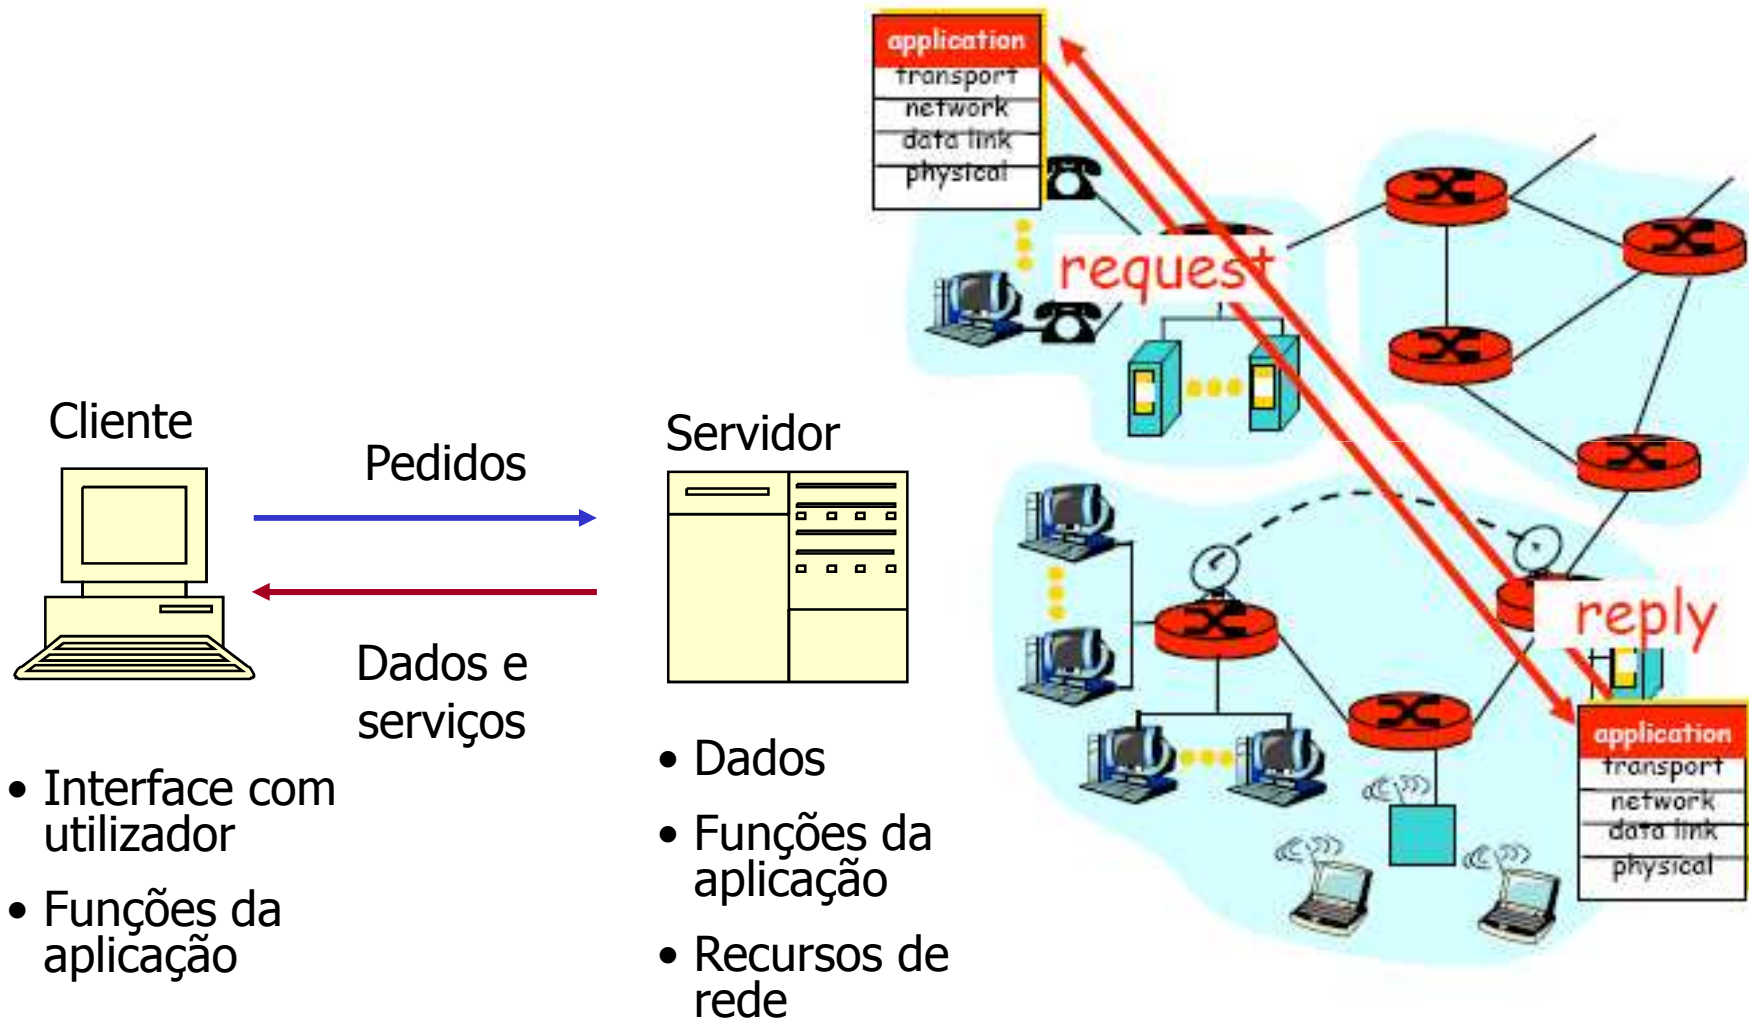 Cliente
Pedidos
Dados e
serviços
• Interface com
utilizador
• Funções da
aplicação
Servidor
• Dados
• Funções da
aplicação
• Recursos de
rede
application
transport
network
data link
physical
request
reply
application
transport
network
data link
physical